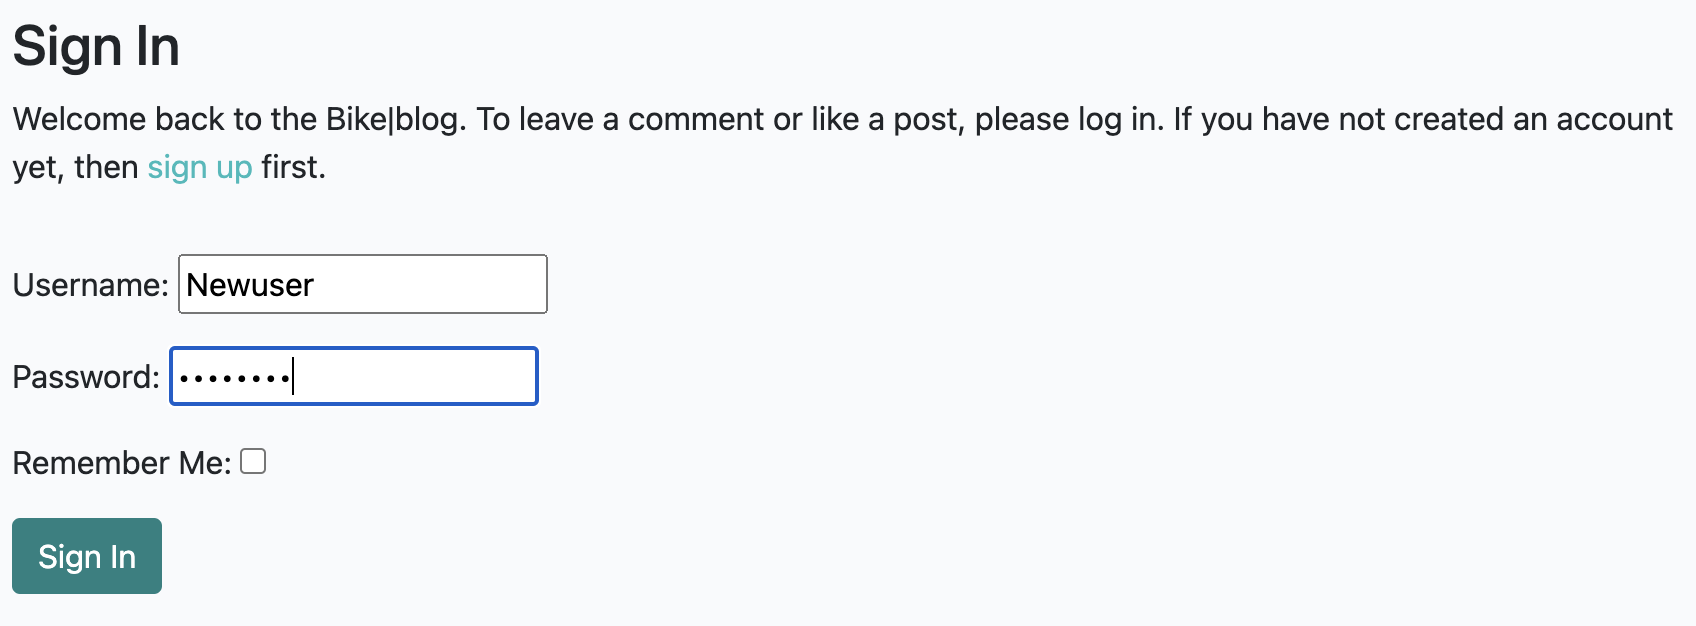 Sign In
Welcome back to the Bike|blog. To leave a comment or like a post, please log in. If you have not created an account
yet, then sign up first.
Username: Newuser
Password: ••••••••
Remember Me:
Sign In